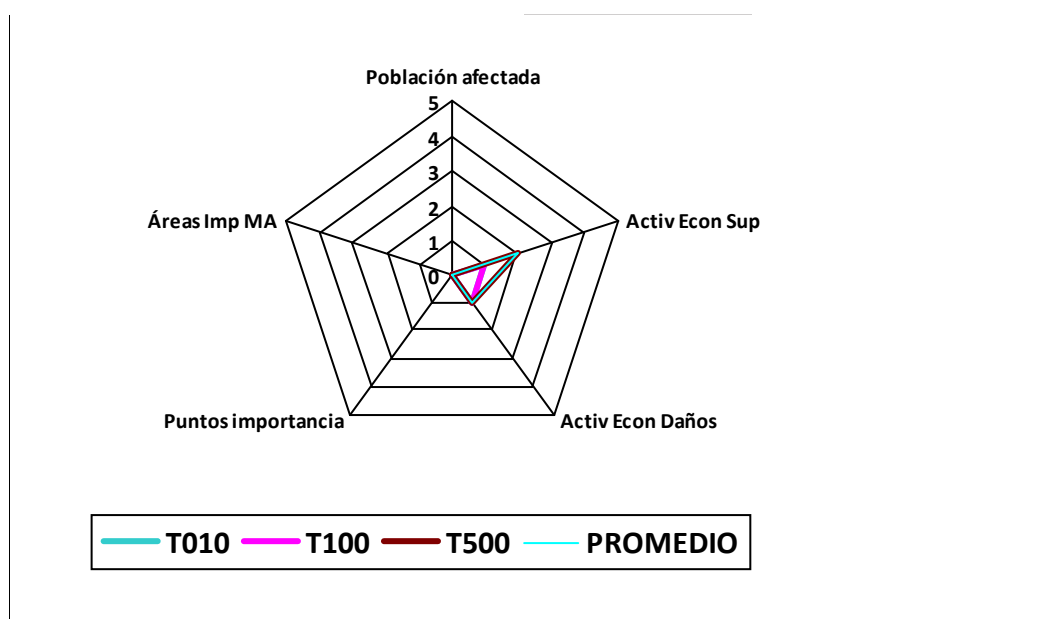 Población afectada
5
4
3
2
1
0
Áreas Imp MA
Activ Econ Sup
Puntos importancia
Activ Econ Daños
T010 T100 T500 PROMEDIO